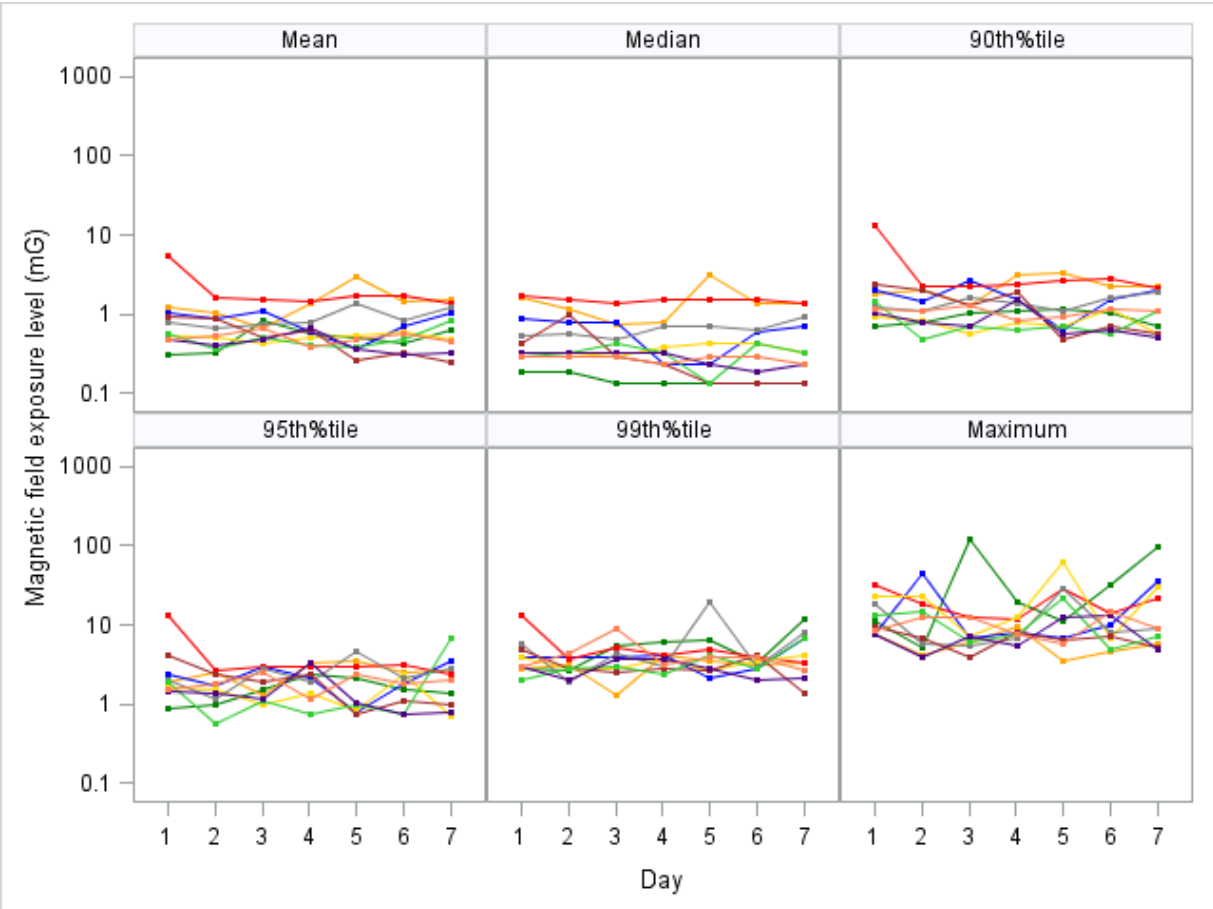 Mean Median 90th%tile
1000
100
10
1
0.1
95th%tile 99th%tile Maximum
1000
100
10
1
0.1
1 2 3 4 5 6 7 1 2 3 4 5 6 7 1 2 3 4 5 6 7
Day
Magnetic field exposure level (mG)